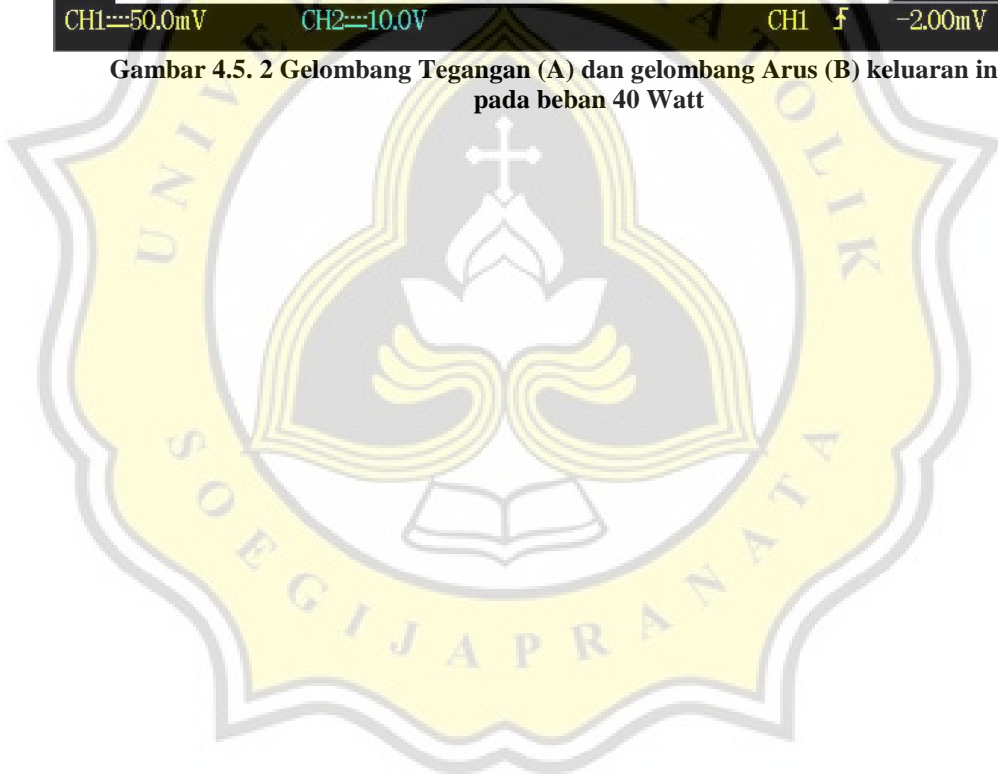 CH1 50.0mV CH2 10.0V CH1 -2.00mV
Gambar 4.5. 2 Gelombang Tegangan (A) dan gelombang Arus (B) keluaran in
pada beban 40 Watt
SOEGIJAPRANATA